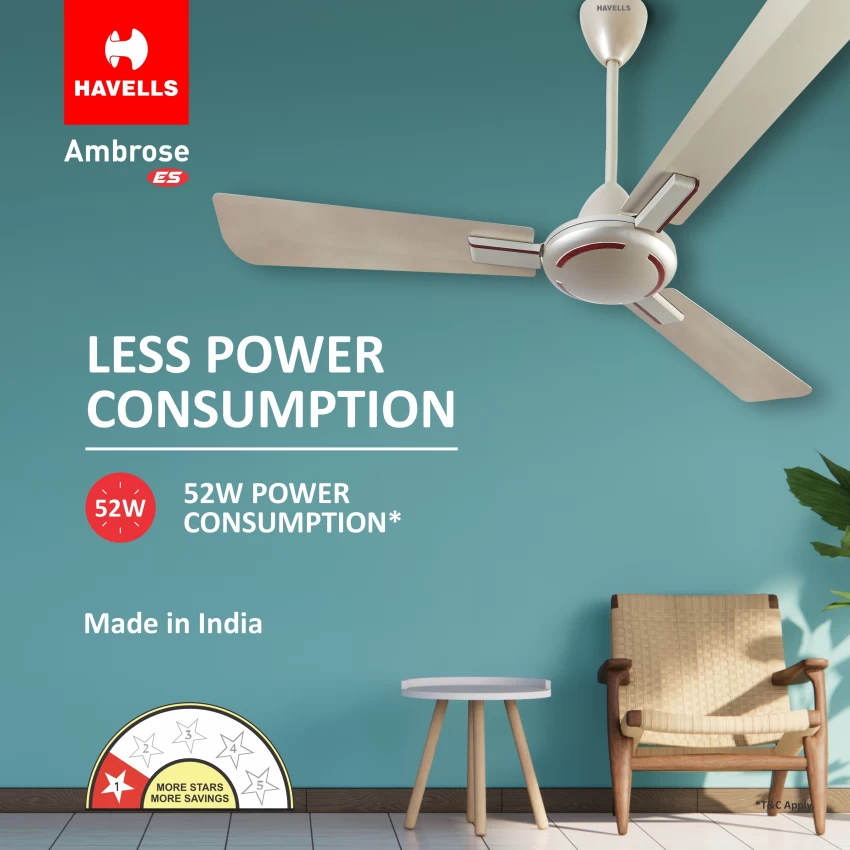 HAVELLS
HAVELLS
Ambrose
ES
LESS POWER
CONSUMPTION
52W
52W POWER
CONSUMPTION*
Made in India
1
2
3
4
5
MORE STARS
MORE SAVINGS
*T&C Apply